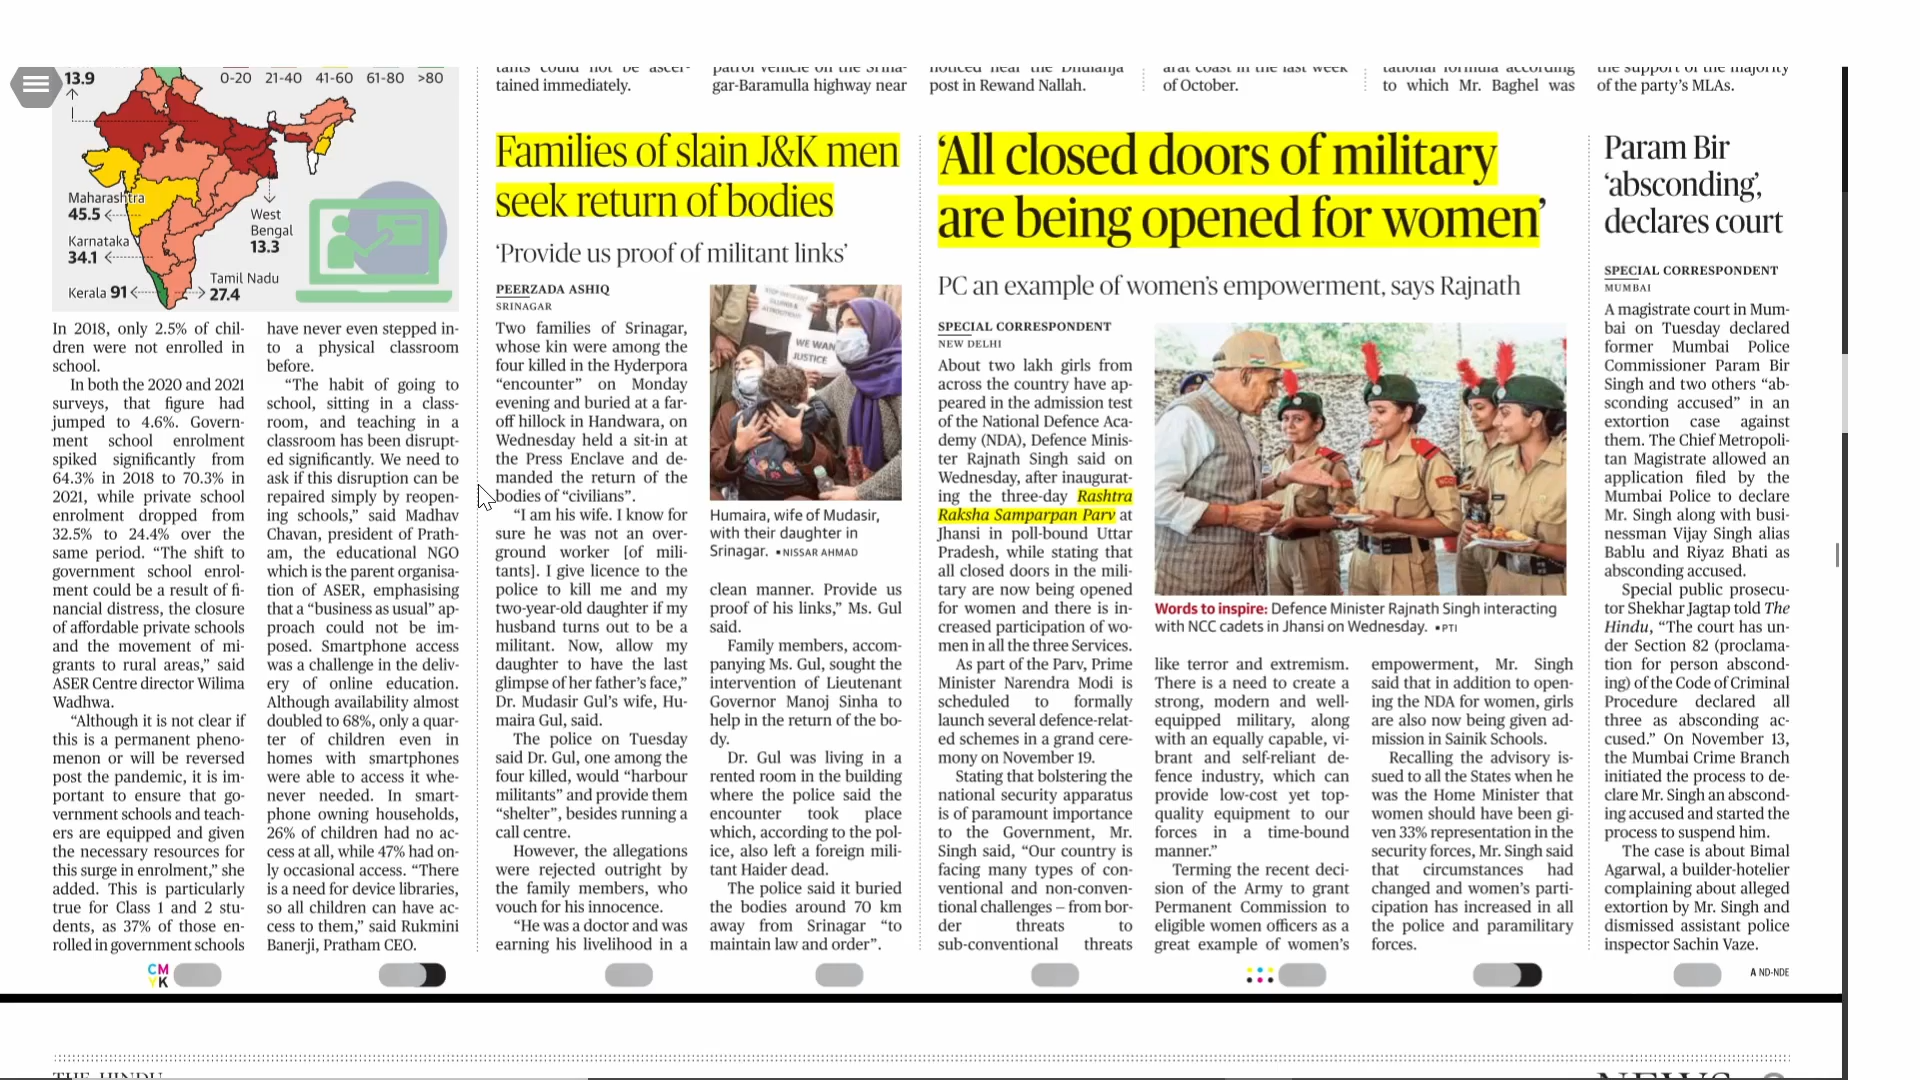 13.9
0-20 21-40 41-60 61-80 >80
Maharashtra
45.5
Karnataka
34.1
Kerala 91
West
Bengal
13.3
Tamil Nadu
27.4
In 2018, only 2.5% of chil-
dren were not enrolled in
school.
In both the 2020 and 2021
surveys, that figure had
jumped to 4.6%. Govern-
ment school enrolment
spiked significantly from
64.3% in 2018 to 70.3% in
2021, while private school
enrolment dropped from
32.5% to 24.4% over the
same period. “The shift to
government school enrol-
ment could be a result of fi-
nancial distress, the closure
of affordable private schools
and the movement of mi-
grants to rural areas,” said
ASER Centre director Wilima
Wadhwa.
“Although it is not clear if
this is a permanent pheno-
menon or will be reversed
post the pandemic, it is im-
portant to ensure that go-
vernment schools and teach-
ers are equipped and given
the necessary resources for
this surge in enrolment,” she
added. This is particularly
true for Class 1 and 2 stu-
dents, as 37% of those en-
rolled in government schools
have never even stepped in-
to a physical classroom
before.
“The habit of going to
school, sitting in a class-
room, and teaching in a
classroom has been disrupt-
ed significantly. We need to
ask if this disruption can be
repaired simply by reopen-
ing schools,” said Madhav
Chavan, president of Prath-
am, the educational NGO
which is the parent organisa-
tion of ASER, emphasising
that a “business as usual” ap-
proach could not be im-
posed. Smartphone access
was a challenge in the deliv-
ery of online education.
Although availability almost
doubled to 68%, only a quar-
ter of children even in
homes with smartphones
were able to access it whe-
never needed. In smart-
phone owning households,
26% of children had no ac-
cess at all, while 47% had on-
ly occasional access. “There
is a need for device libraries,
so all children can have ac-
cess to them,” said Rukmini
Banerji, Pratham CEO.
tants could not be ascer-
tained immediately.
patrol vehicle on the Srina-
gar-Baramulla highway near
noticed near the Dhulanja
post in Rewand Nallah.
arat coast in the last week
of October.
tational formula according
to which Mr. Baghel was
the support of the majority
of the party’s MLAs.
Families of slain J&K men
seek return of bodies
‘Provide us proof of militant links’
PEERZADA ASHIQ
SRINAGAR
Two families of Srinagar,
whose kin were among the
four killed in the Hyderpora
“encounter” on Monday
evening and buried at a far-
off hillock in Handwara, on
Wednesday held a sit-in at
the Press Enclave and de-
manded the return of the
bodies of “civilians”.
“I am his wife. I know for
sure he was not an over-
ground worker [of mili-
tants]. I give licence to the
police to kill me and my
two-year-old daughter if my
husband turns out to be a
militant. Now, allow my
daughter to have the last
glimpse of her father’s face,”
Dr. Mudasir Gul’s wife, Hu-
maira Gul, said.
The police on Tuesday
said Dr. Gul, one among the
four killed, would “harbour
militants” and provide them
“shelter”, besides running a
call centre.
However, the allegations
were rejected outright by
the family members, who
vouch for his innocence.
“He was a doctor and was
earning his livelihood in a
WE WAN
JUSTICE
Humaira, wife of Mudasir,
with their daughter in
Srinagar. ▪NISSAR AHMAD
clean manner. Provide us
proof of his links,” Ms. Gul
said.
Family members, accom-
panying Ms. Gul, sought the
intervention of Lieutenant
Governor Manoj Sinha to
help in the return of the bo-
dy.
Dr. Gul was living in a
rented room in the building
where the police said the
encounter took place
which, according to the pol-
ice, also left a foreign mili-
tant Haider dead.
The police said it buried
the bodies around 70 km
away from Srinagar “to
maintain law and order”.
‘All closed doors of military
are being opened for women’
PC an example of women’s empowerment, says Rajnath
SPECIAL CORRESPONDENT
NEW DELHI
About two lakh girls from
across the country have ap-
peared in the admission test
of the National Defence Aca-
demy (NDA), Defence Minis-
ter Rajnath Singh said on
Wednesday, after inaugurat-
ing the three-day Rashtra
Raksha Samparpan Parv at
Jhansi in poll-bound Uttar
Pradesh, while stating that
all closed doors in the mili-
tary are now being opened
for women and there is in-
creased participation of wo-
men in all the three Services.
As part of the Parv, Prime
Minister Narendra Modi is
scheduled to formally
launch several defence-relat-
ed schemes in a grand cere-
mony on November 19.
Stating that bolstering the
national security apparatus
is of paramount importance
to the Government, Mr.
Singh said, “Our country is
facing many types of con-
ventional and non-conven-
tional challenges – from bor-
der threats to
sub-conventional threats
Words to inspire: Defence Minister Rajnath Singh interacting
with NCC cadets in Jhansi on Wednesday. ▪PTI
like terror and extremism.
There is a need to create a
strong, modern and well-
equipped military, along
with an equally capable, vi-
brant and self-reliant de-
fence industry, which can
provide low-cost yet top-
quality equipment to our
forces in a time-bound
manner.”
Terming the recent deci-
sion of the Army to grant
Permanent Commission to
eligible women officers as a
great example of women’s
empowerment, Mr. Singh
said that in addition to open-
ing the NDA for women, girls
are also now being given ad-
mission in Sainik Schools.
Recalling the advisory is-
sued to all the States when he
was the Home Minister that
women should have been gi-
ven 33% representation in the
security forces, Mr. Singh said
that circumstances had
changed and women’s parti-
cipation has increased in all
the police and paramilitary
forces.
Param Bir
‘absconding’,
declares court
SPECIAL CORRESPONDENT
MUMBAI
A magistrate court in Mum-
bai on Tuesday declared
former Mumbai Police
Commissioner Param Bir
Singh and two others “ab-
sconding accused” in an
extortion case against
them. The Chief Metropoli-
tan Magistrate allowed an
application filed by the
Mumbai Police to declare
Mr. Singh along with busi-
nessman Vijay Singh alias
Bablu and Riyaz Bhati as
absconding accused.
Special public prosecu-
tor Shekhar Jagtap told The
Hindu, “The court has un-
der Section 82 (proclama-
tion for person abscond-
ing) of the Code of Criminal
Procedure declared all
three as absconding ac-
cused.” On November 13,
the Mumbai Crime Branch
initiated the process to de-
clare Mr. Singh an abscond-
ing accused and started the
process to suspend him.
The case is about Bimal
Agarwal, a builder-hotelier
complaining about alleged
extortion by Mr. Singh and
dismissed assistant police
inspector Sachin Vaze.
CM
YK
A ND-NDE
THE HINDU
NEWS